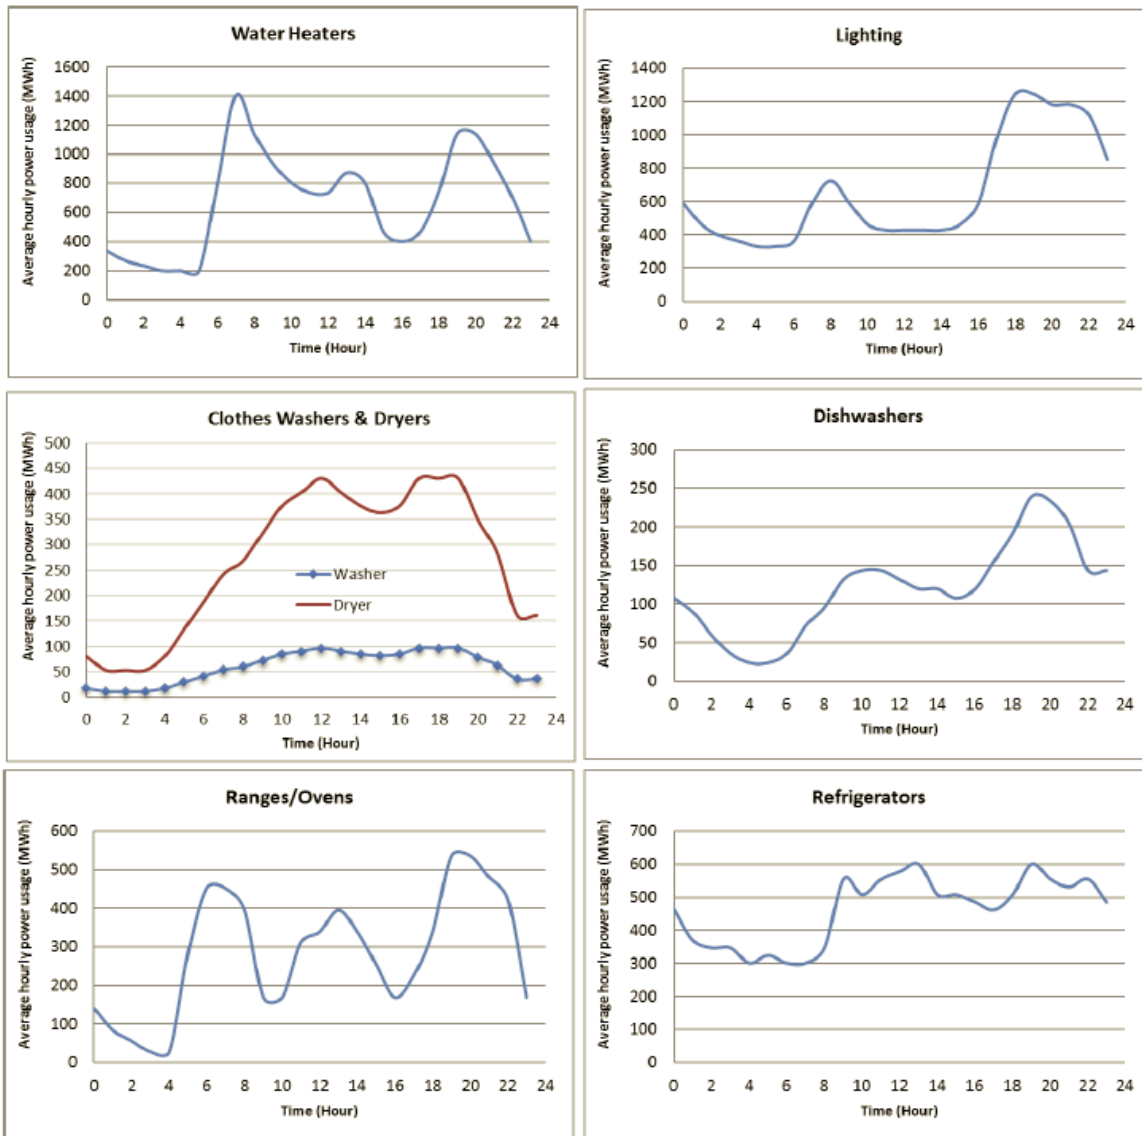 Water Heaters
Average hourly power usage (MWh)
1600
1400
1200
1000
800
600
400
200
0
0 2 4 6 8 10 12 14 16 18 20 22 24
Time (Hour)
Lighting
Average hourly power usage (MWh)
1400
1200
1000
800
600
400
200
0
0 2 4 6 8 10 12 14 16 18 20 22 24
Time (Hour)
Clothes Washers & Dryers
Average hourly power usage (MWh)
500
450
400
350
300
250
200
150
100
50
0
Washer
Dryer
0 2 4 6 8 10 12 14 16 18 20 22 24
Time (Hour)
Dishwashers
Average hourly power usage (MWh)
300
250
200
150
100
50
0
0 2 4 6 8 10 12 14 16 18 20 22 24
Time (Hour)
Ranges/Ovens
Average hourly power usage (MWh)
600
500
400
300
200
100
0
0 2 4 6 8 10 12 14 16 18 20 22 24
Time (Hour)
Refrigerators
Average hourly power usage (MWh)
700
600
500
400
300
200
100
0
0 2 4 6 8 10 12 14 16 18 20 22 24
Time (Hour)